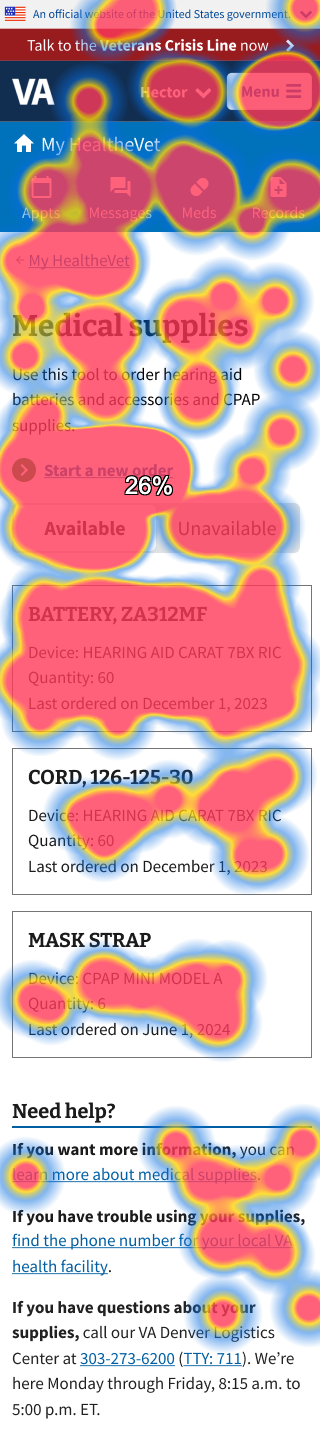 An official website of the United States government.
Talk to the Veterans Crisis Line now
VA
Hector
Menu
My HealtheVet
Appts
Messages
Meds
Records
My HealtheVet
Medical supplies
Use this tool to order hearing aid
batteries and accessories and CPAP
supplies.
Start a new order
26%
Available
Unavailable
BATTERY, ZA312MF
Device: HEARING AID CARAT 7BX RIC
Quantity: 60
Last ordered on December 1, 2023
CORD, 126-125-30
Device: HEARING AID CARAT 7BX RIC
Quantity: 60
Last ordered on December 1, 2023
MASK STRAP
Device: CPAP MINI MODEL A
Quantity: 6
Last ordered on June 1, 2024
Need help?
If you want more information, you can
learn more about medical supplies.
If you have trouble using your supplies,
find the phone number for your local VA
health facility.
If you have questions about your
supplies, call our VA Denver Logistics
Center at 303-273-6200 (TTY: 711). We’re
here Monday through Friday, 8:15 a.m. to
5:00 p.m. ET.